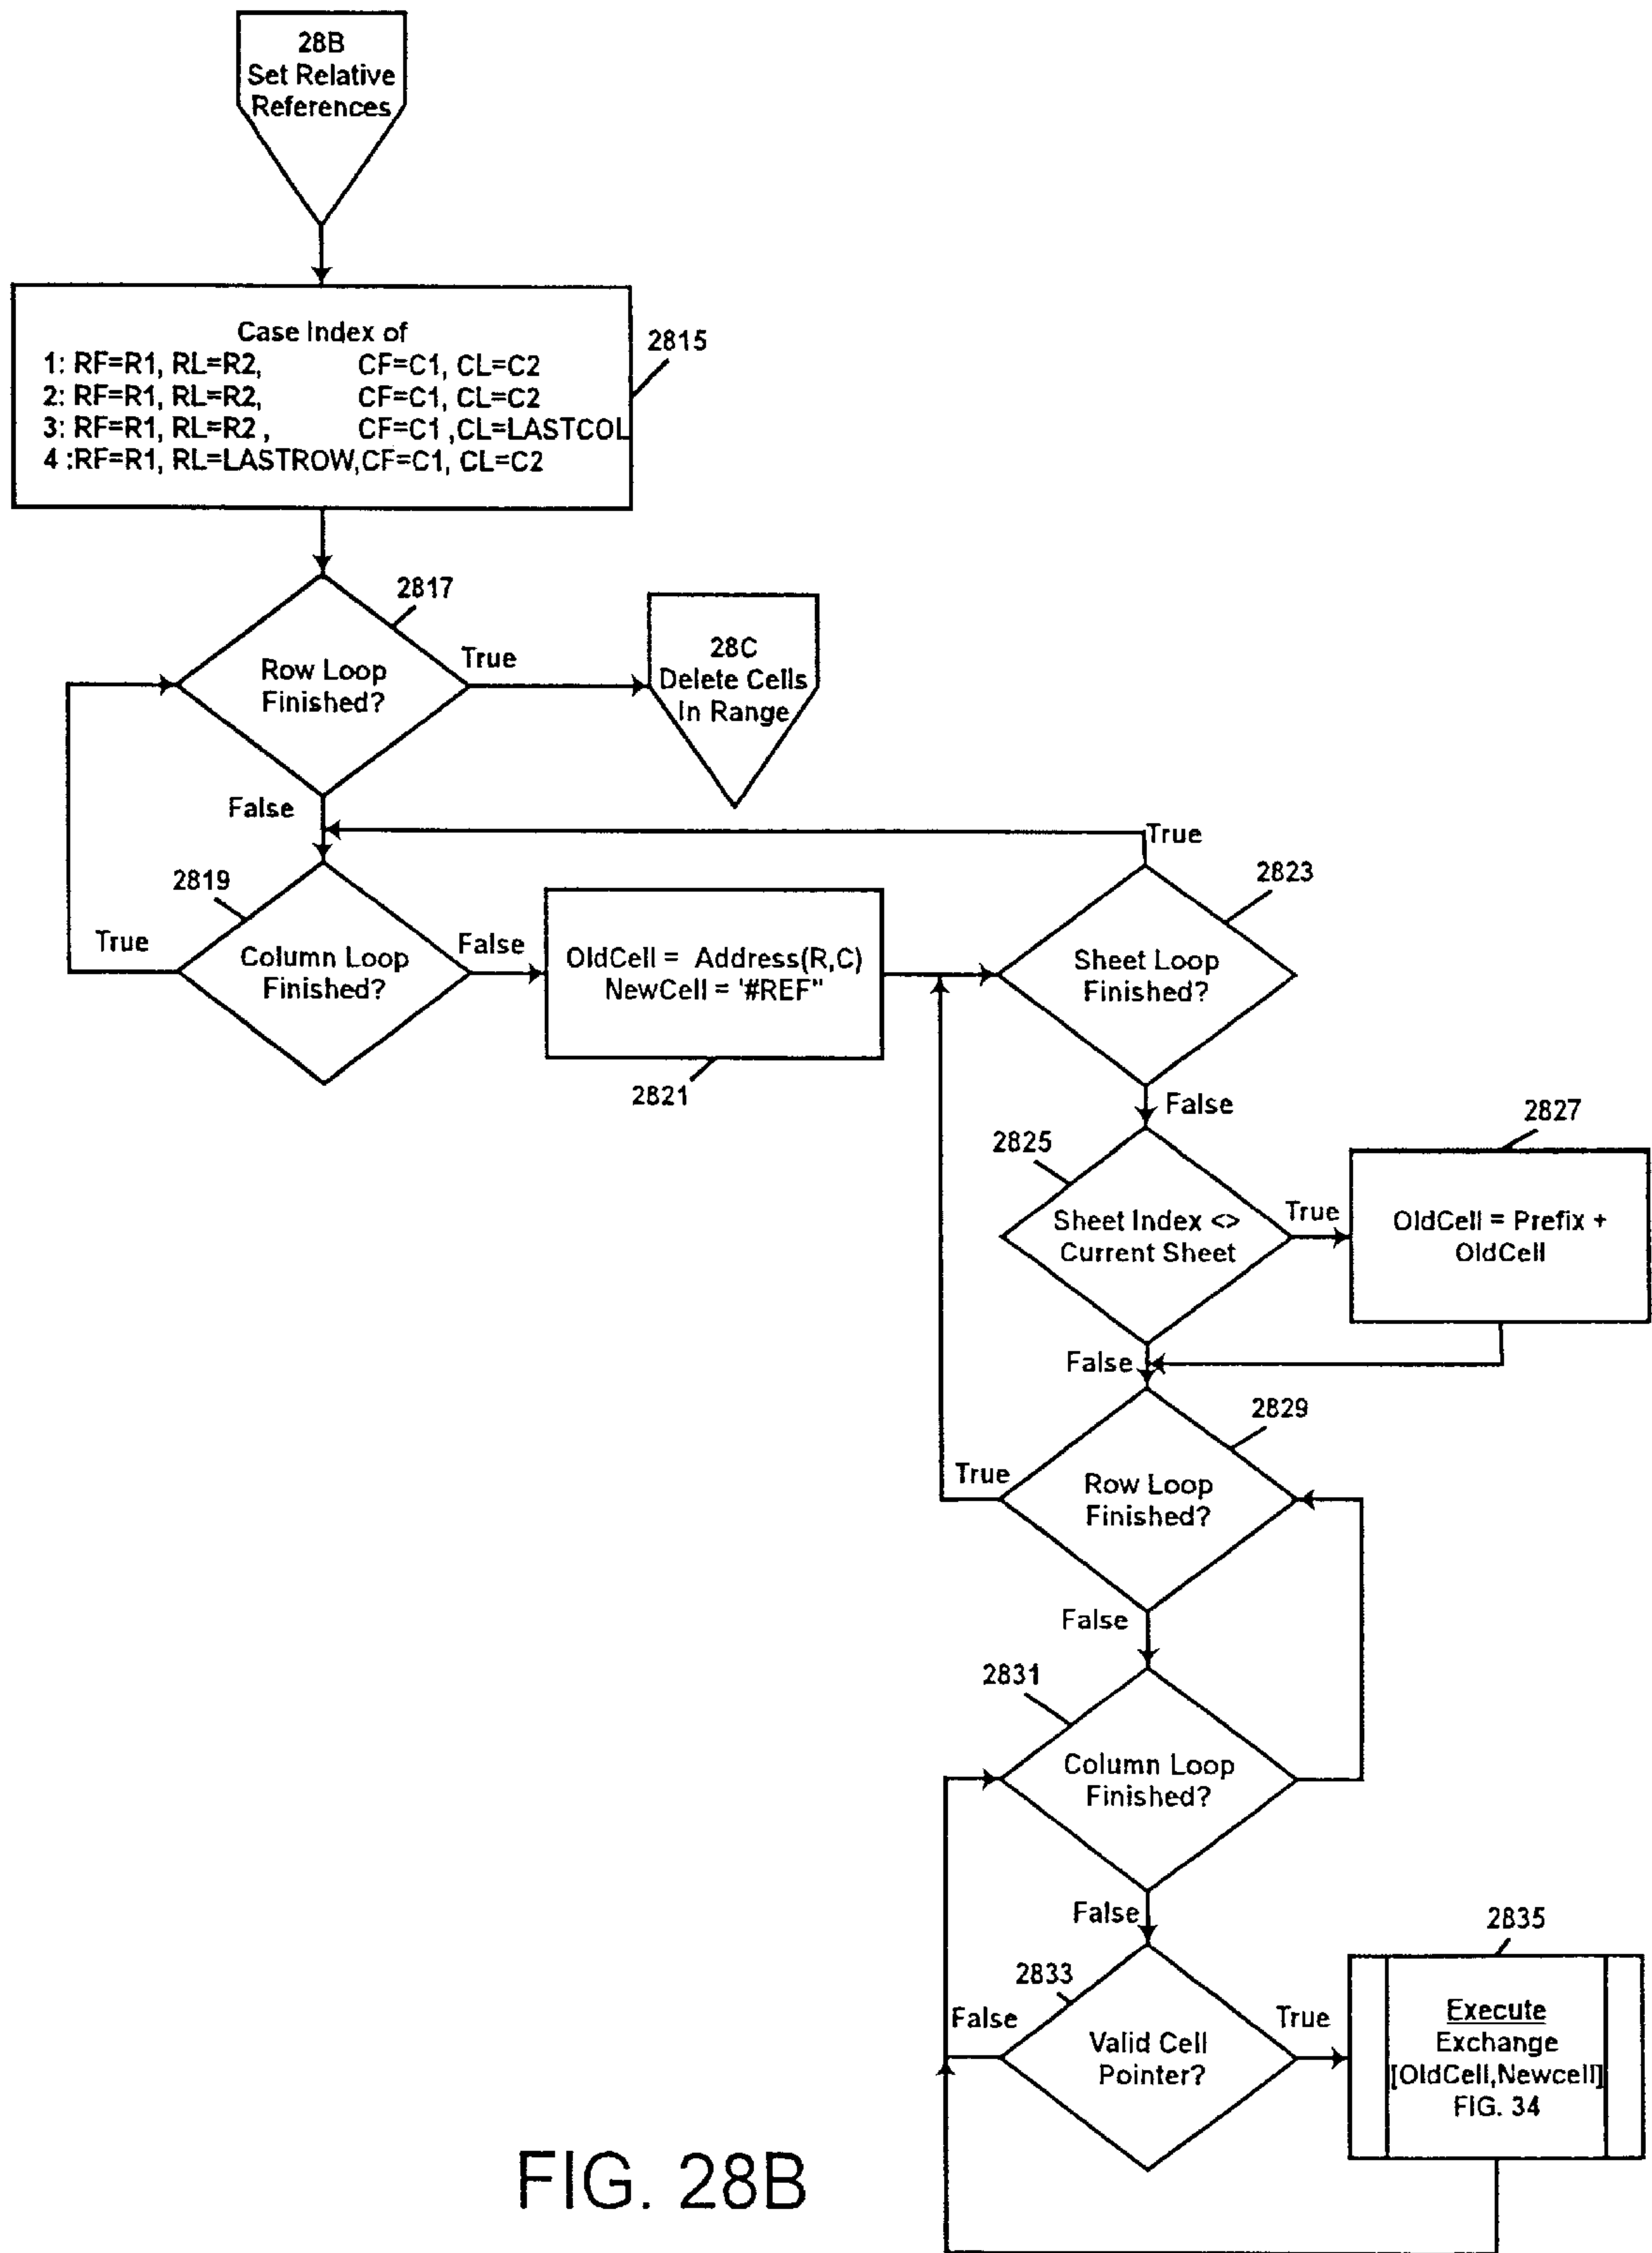 28B
Set Relative
References
Case Index of
1: RF=R1, RL=R2, CF=C1, CL=C2
2: RF=R1, RL=R2, CF=C1, CL=C2
3: RF=R1, RL=R2 , CF=C1 ,CL=LASTCOL
4 :RF=R1, RL=LASTROW,CF=C1, CL=C2
2815
2817
Row Loop
Finished?
True
28C
Delete Cells
In Range
False
True
2819
Column Loop
Finished?
True
False
OldCell = Address(R,C)
NewCell = '#REF"
2821
2823
Sheet Loop
Finished?
False
2825
Sheet Index <>
Current Sheet
True
2827
OldCell = Prefix +
OldCell
False
2829
Row Loop
Finished?
True
False
2831
Column Loop
Finished?
False
2833
Valid Cell
Pointer?
False
True
2835
Execute
Exchange
[OldCell,Newcell]
FIG. 34
FIG. 28B